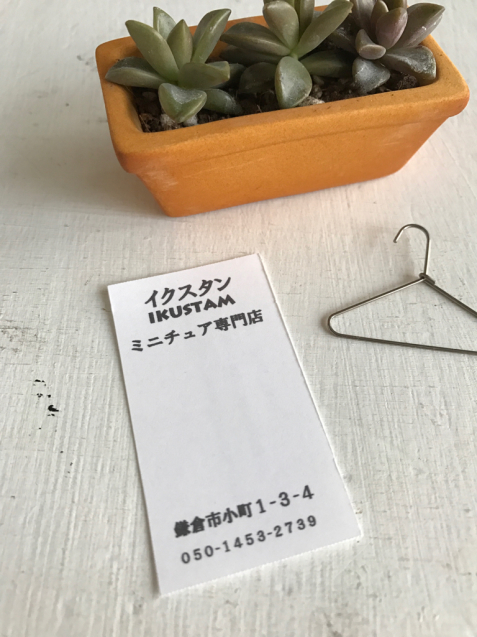 イクスタン
IKUSTAM
ミニチュア専門店
鎌倉市小町1-3-4
050-1453-2739